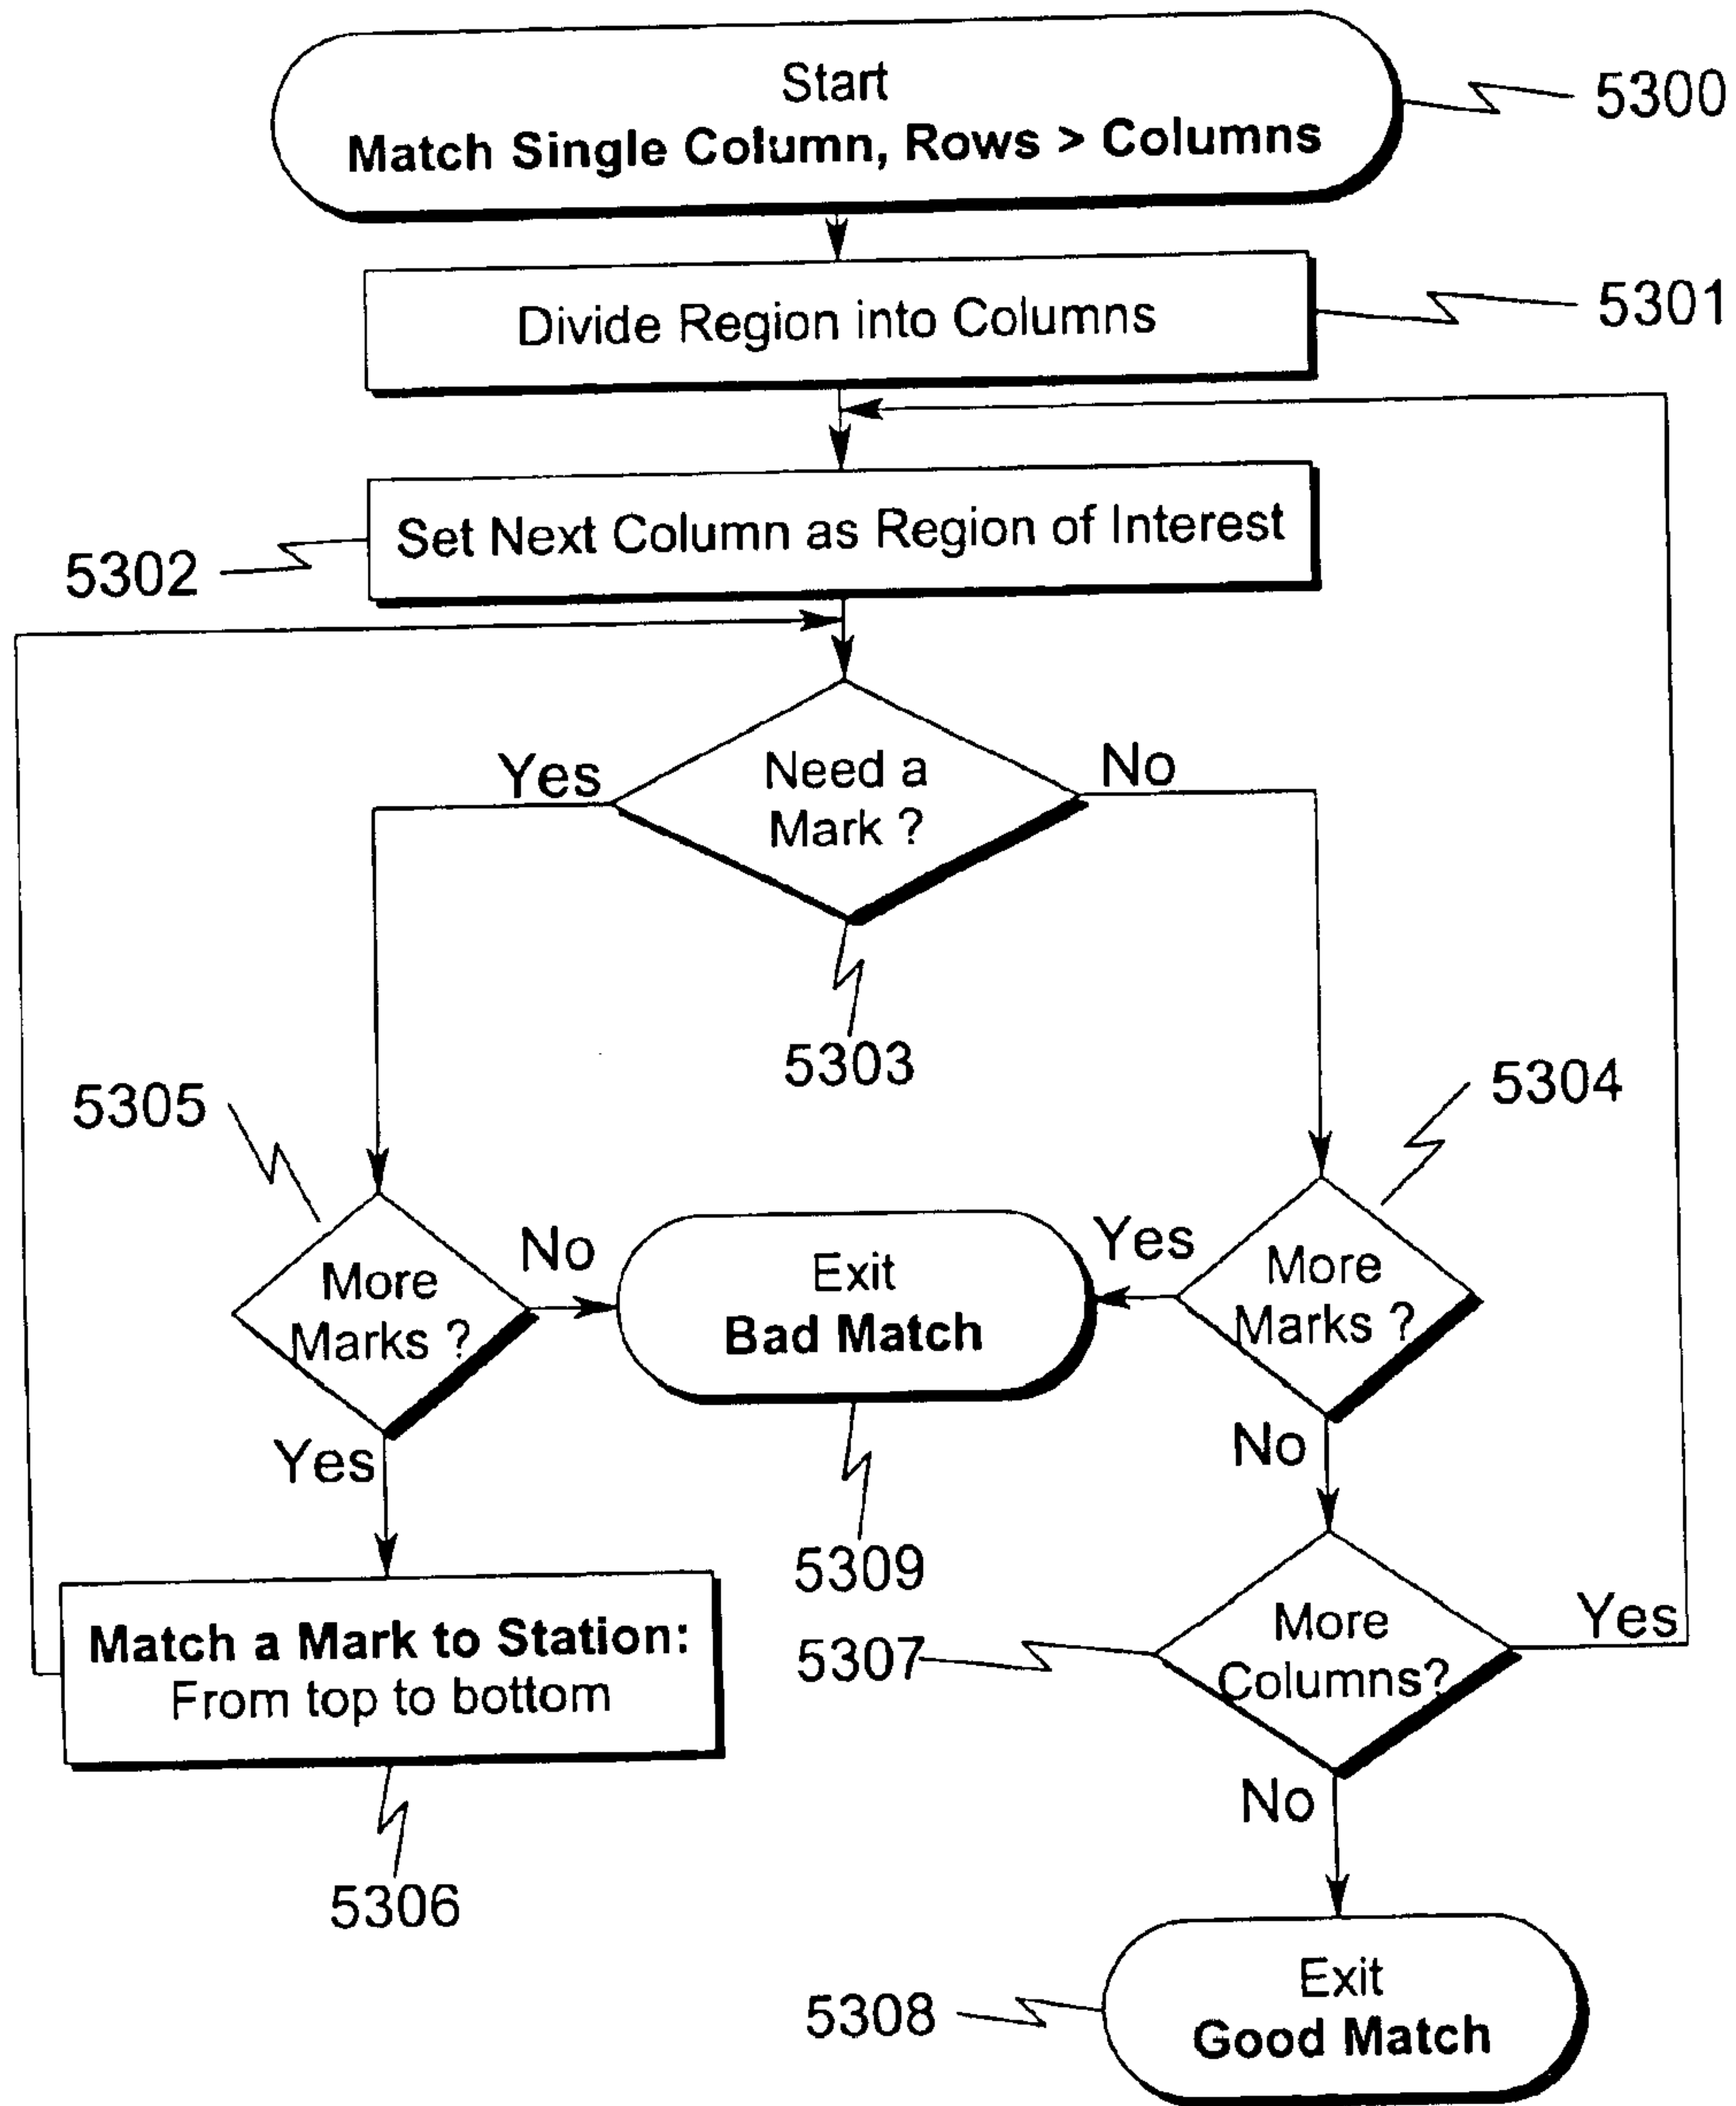 Start
Match Single Column, Rows > Columns
5300
Divide Region into Columns
5301
Set Next Column as Region of Interest
5302
Need a
Mark ?
Yes
No
5303
5305
5304
More
Marks ?
No
Exit
Bad Match
Yes
More
Marks ?
Yes
No
5309
Match a Mark to Station:
From top to bottom
5307
More
Columns?
Yes
5306
No
5308
Exit
Good Match